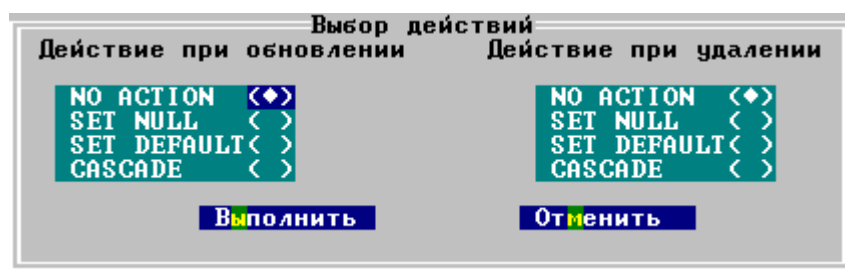 Выбор действий
Действие при обновлении Действие при удалении
NO ACTION (◆) NO ACTION (◆)
SET NULL ( ) SET NULL ( )
SET DEFAULT( ) SET DEFAULT( )
CASCADE ( ) CASCADE ( )
Выполнить Отменить